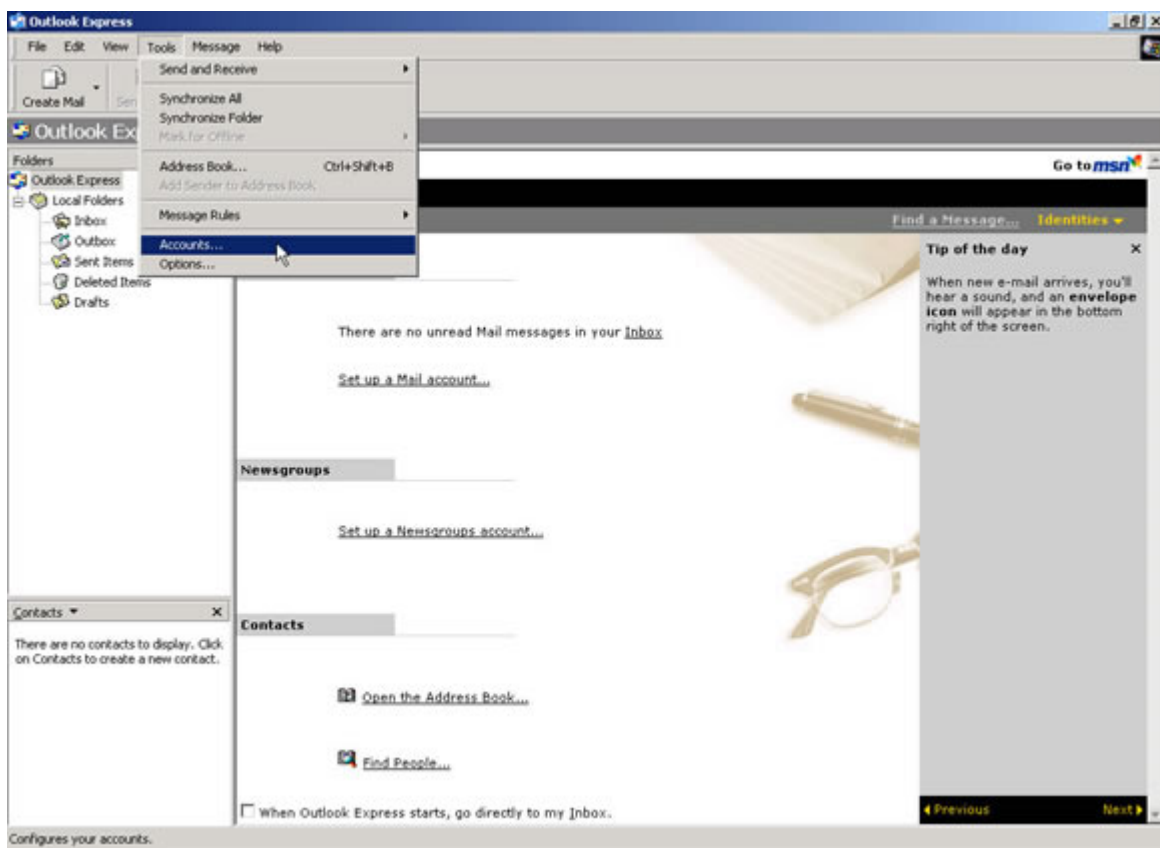 Outlook Express
File Edit View Tools Message Help
Create Mail Sen
Send and Receive
Synchronize All
Synchronize Folder
Mark for Offline
Address Book... Ctrl+Shift+B
Add Sender to Address Book
Message Rules
Accounts...
Options...
Outlook Ex
Folders
Outlook Express
Local Folders
Inbox
Outbox
Sent Items
Deleted Items
Drafts
Go to msn
Find a Message... Identities
There are no unread Mail messages in your Inbox
Set up a Mail account...
Newsgroups
Set up a Newsgroups account...
Contacts
Open the Address Book...
Find People...
When Outlook Express starts, go directly to my Inbox.
Tip of the day
When new e-mail arrives, you'll
hear a sound, and an envelope
icon will appear in the bottom
right of the screen.
Previous Next
Contacts
There are no contacts to display. Click
on Contacts to create a new contact.
Configures your accounts.